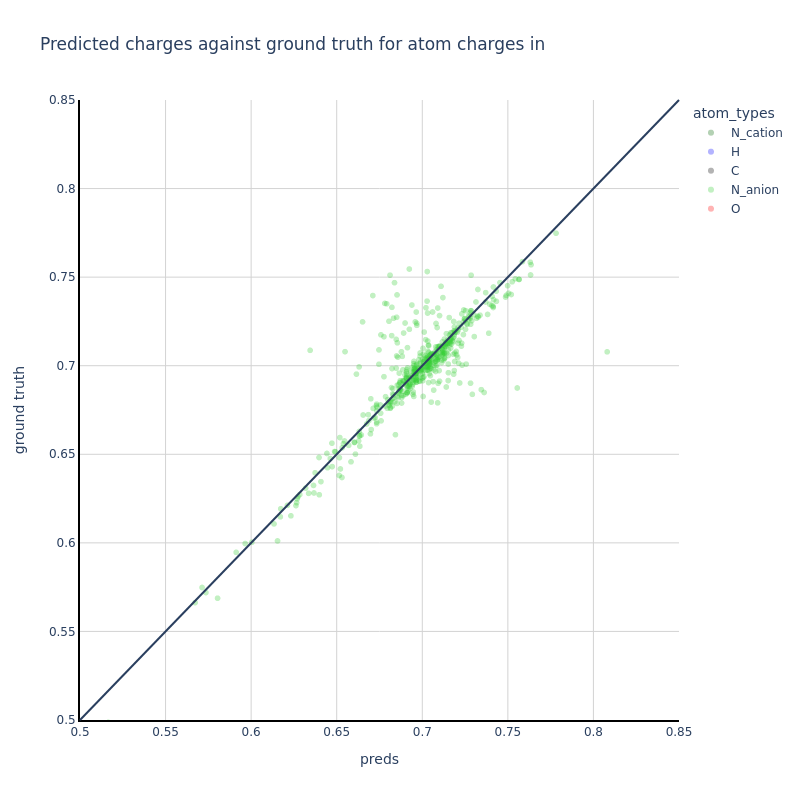 Predicted charges against ground truth for atom charges in
atom_types
N_cation
H
C
N_anion
O
0.85
0.8
0.75
0.7
0.65
0.6
0.55
0.5
ground truth
0.5 0.55 0.6 0.65 0.7 0.75 0.8 0.85
preds